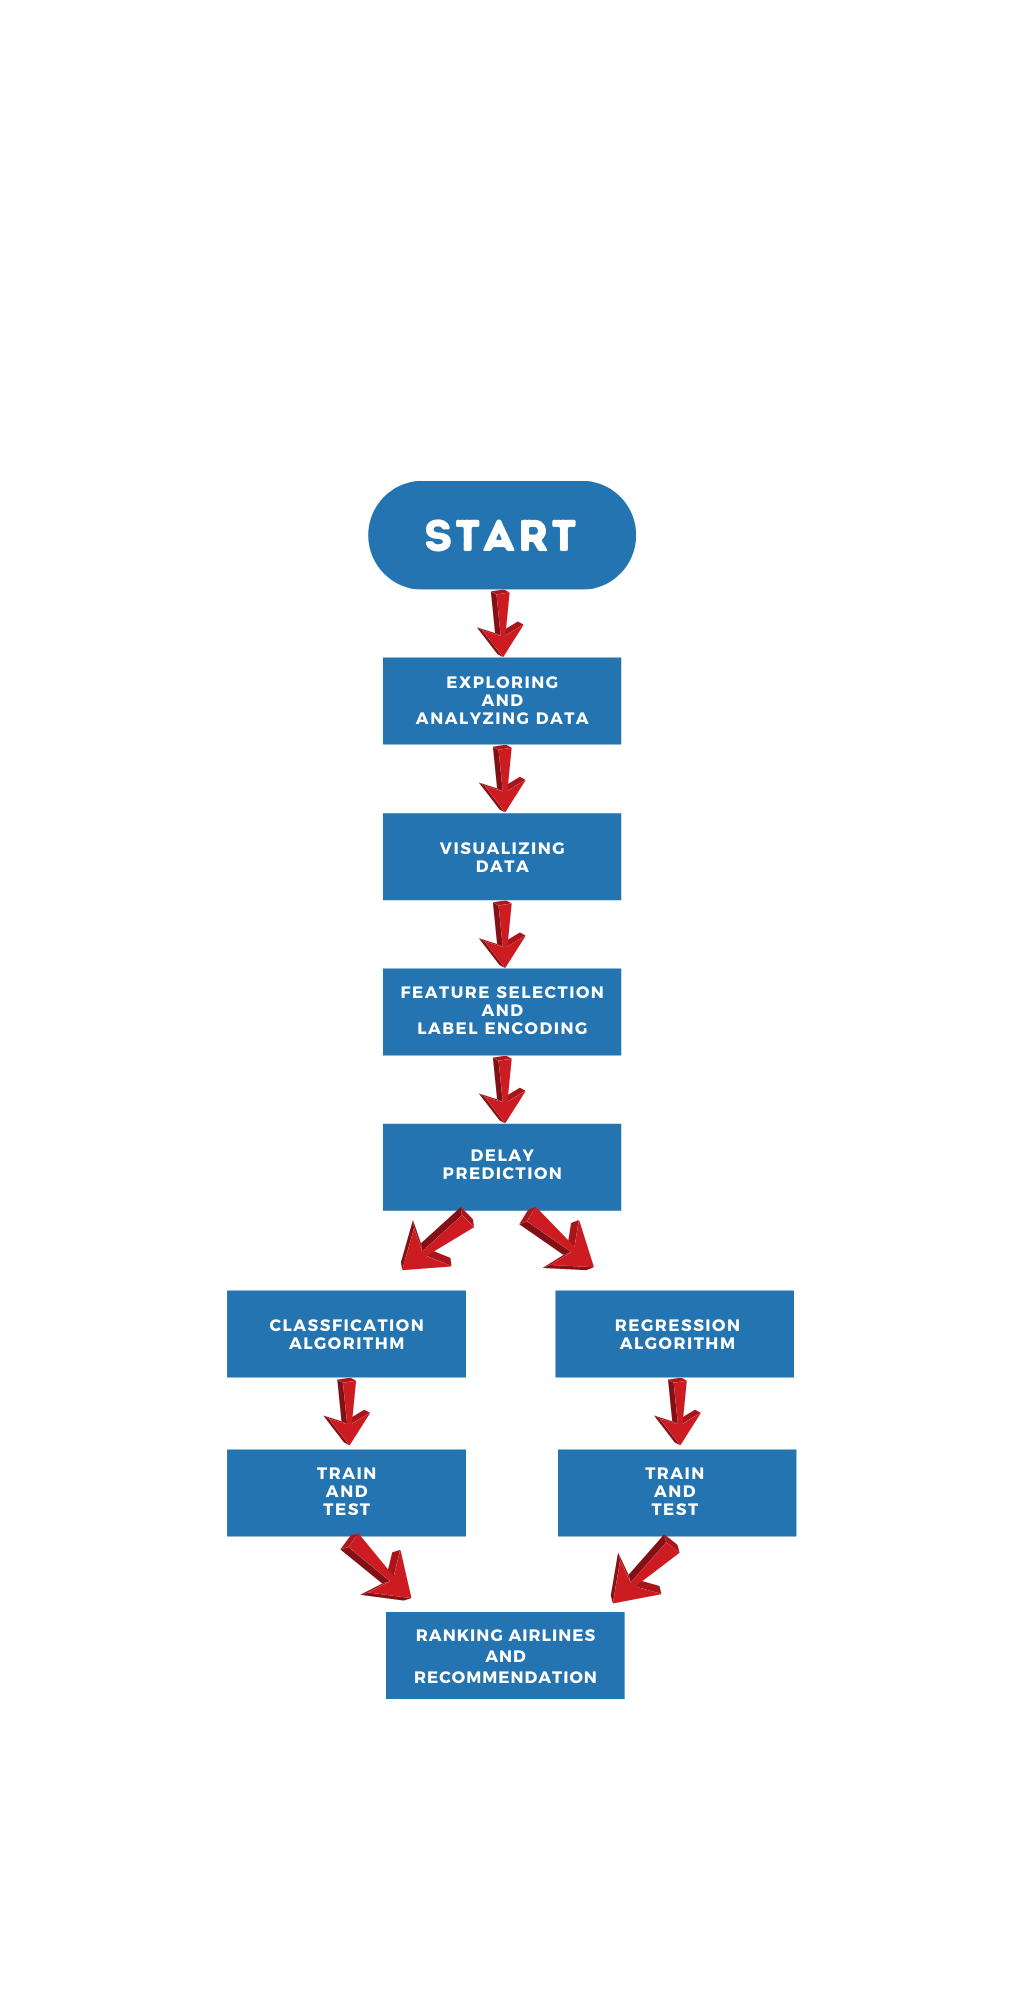 START
EXPLORING
AND
ANALYZING DATA
VISUALIZING
DATA
FEATURE SELECTION
AND
LABEL ENCODING
DELAY
PREDICTION
CLASSFICATION
ALGORITHM
REGRESSION
ALGORITHM
TRAIN
AND
TEST
TRAIN
AND
TEST
RANKING AIRLINES
AND
RECOMMENDATION